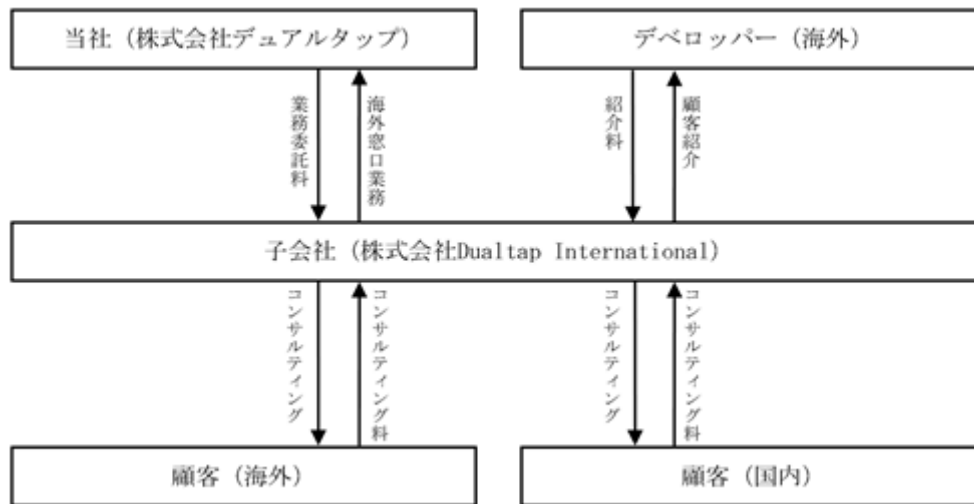 当社（株式会社デュアルタップ）
デベロッパー（海外）
業務委託料
海外窓口業務
紹介料
顧客紹介
子会社（株式会社Dualtap International）
コンサルティング
コンサルティング料
コンサルティング
コンサルティング料
顧客（海外）
顧客（国内）